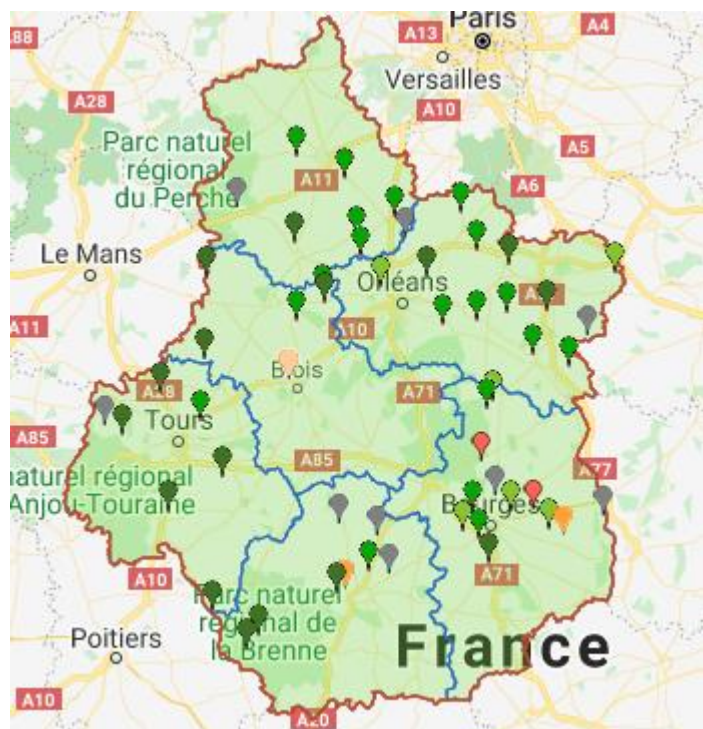 Paris
A13
A4
88
Versailles
A28
A10
Parc naturel
régional
du Perche
A5
A11
A6
Le Mans
Orléans
A11
A10
Blois
A28
A71
Tours
A85
A85
A77
naturel régional
Anjou-Touraine
Bourges
A10
A71
Parc naturel
régional de
la Brenne
France
Poitiers
A10
A20